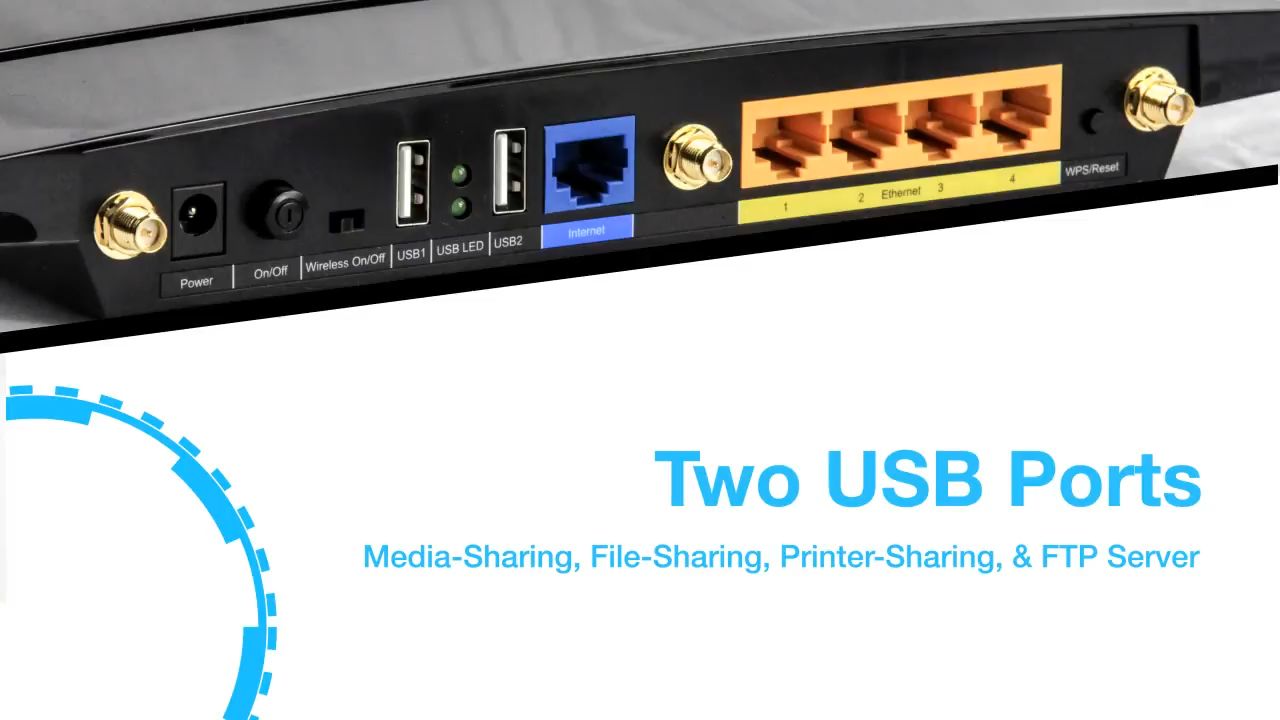 Power
On/Off
Wireless On/Off
USB1
USB LED
USB2
Internet
1
2
Ethernet
3
4
WPS/Reset
Two USB Ports
Media-Sharing, File-Sharing, Printer-Sharing, & FTP Server